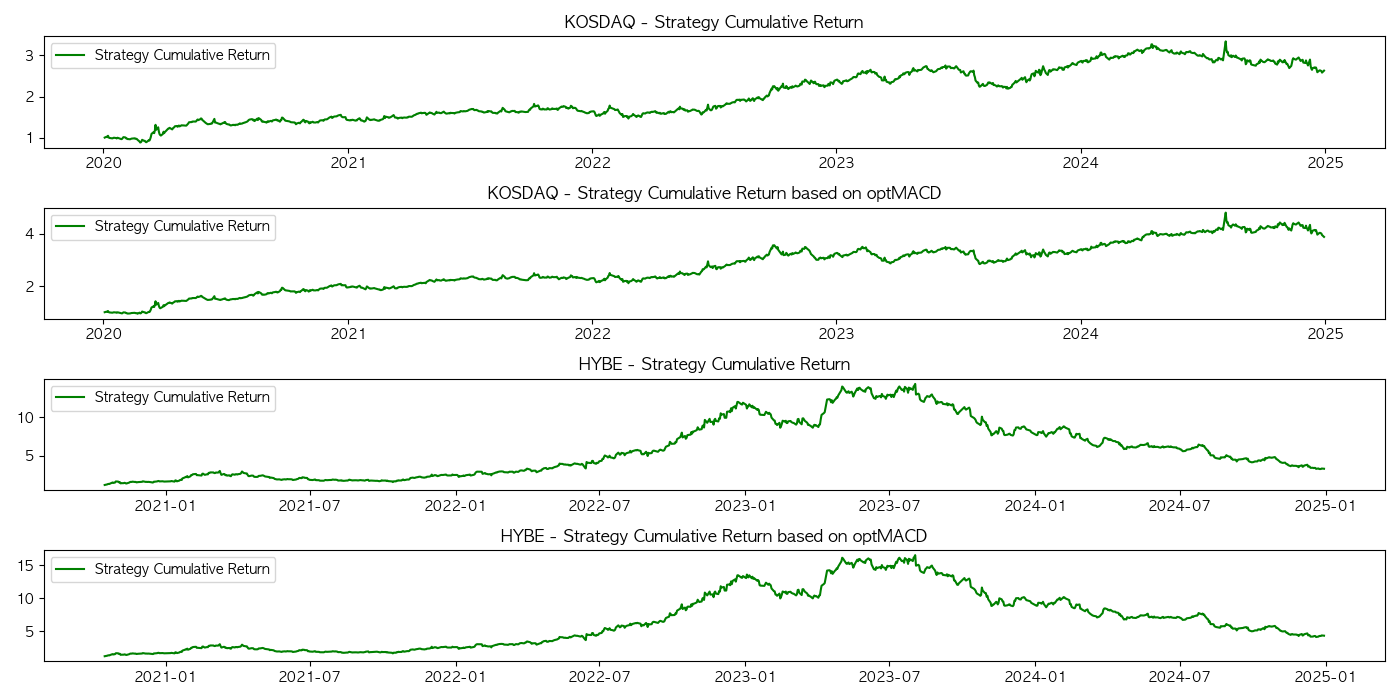 KOSDAQ - Strategy Cumulative Return
Strategy Cumulative Return
3
2
1
2020 2021 2022 2023 2024 2025
KOSDAQ - Strategy Cumulative Return based on optMACD
Strategy Cumulative Return
4
2
2020 2021 2022 2023 2024 2025
HYBE - Strategy Cumulative Return
Strategy Cumulative Return
10
5
2021-01 2021-07 2022-01 2022-07 2023-01 2023-07 2024-01 2024-07 2025-01
HYBE - Strategy Cumulative Return based on optMACD
Strategy Cumulative Return
15
10
5
2021-01 2021-07 2022-01 2022-07 2023-01 2023-07 2024-01 2024-07 2025-01